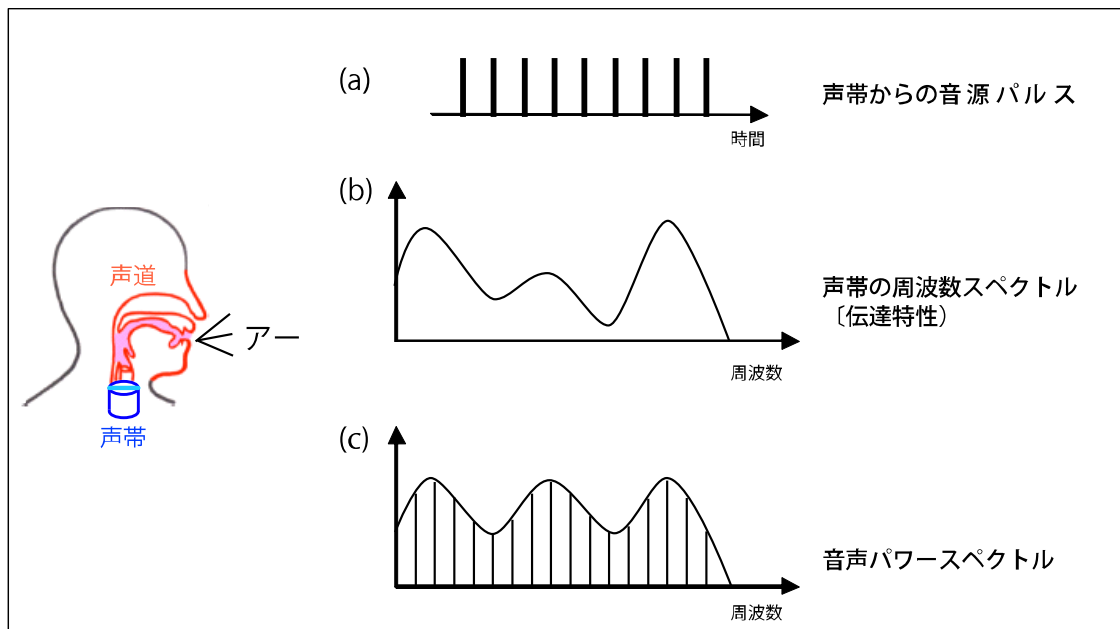 (a)
声帯からの音源パルス
時間
(b)
声帯の周波数スペクトル
〔伝達特性）
周波数
声道
アー
声帯
(c)
音声パワースペクトル
周波数